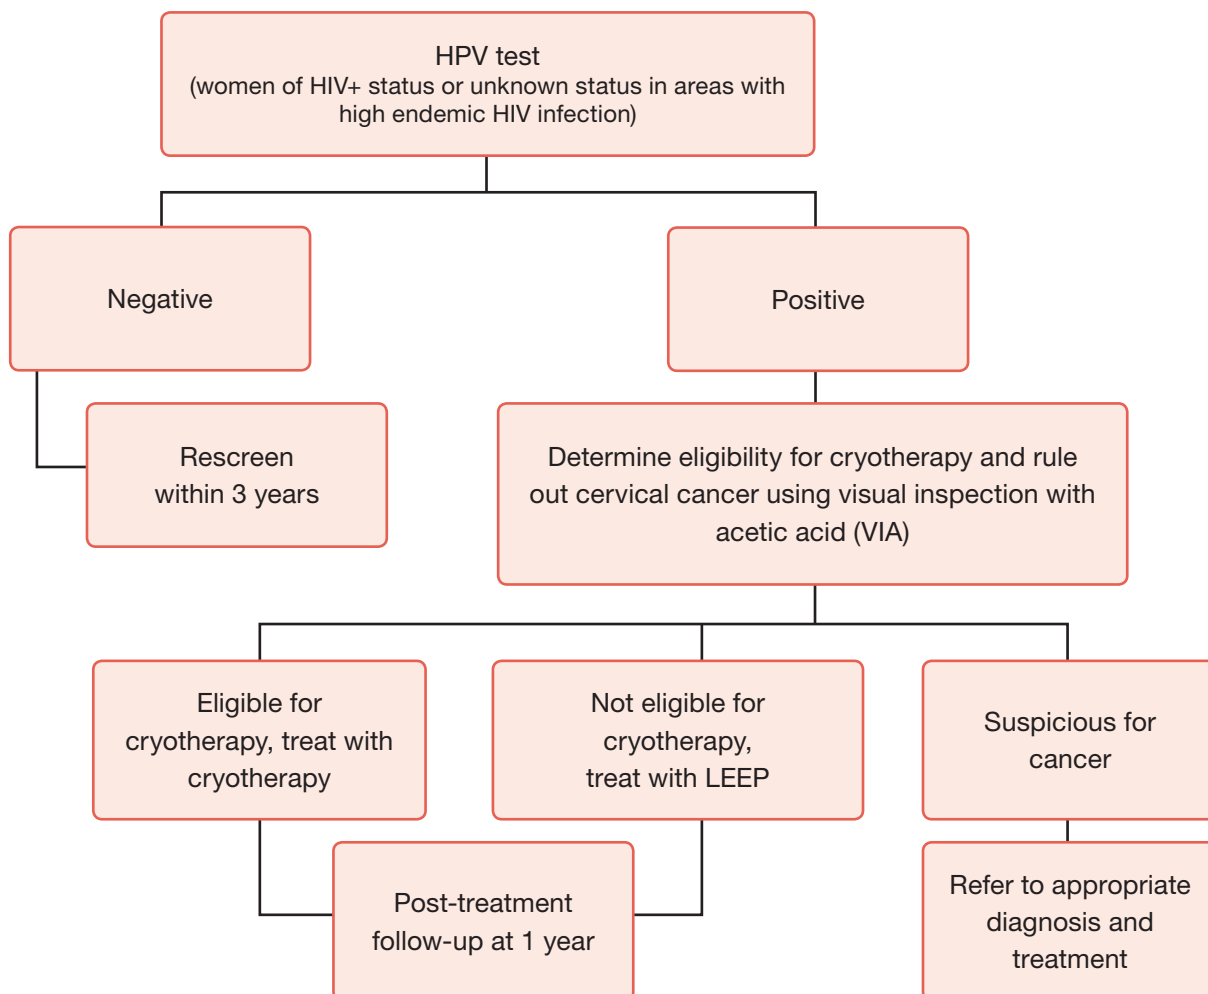 HPV test
(women of HIV+ status or unknown status in areas with
high endemic HIV infection)
Negative
Positive
Rescreen
within 3 years
Determine eligibility for cryotherapy and rule
out cervical cancer using visual inspection with
acetic acid (VIA)
Eligible for
cryotherapy, treat with
cryotherapy
Not eligible for
cryotherapy,
treat with LEEP
Suspicious for
cancer
Post-treatment
follow-up at 1 year
Refer to appropriate
diagnosis and
treatment